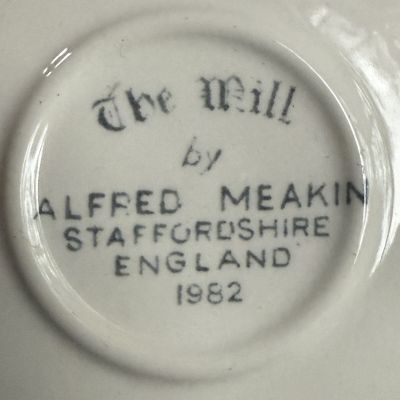 The Mill
by
ALFRED MEAKIN
STAFFORDSHIRE
ENGLAND
1982